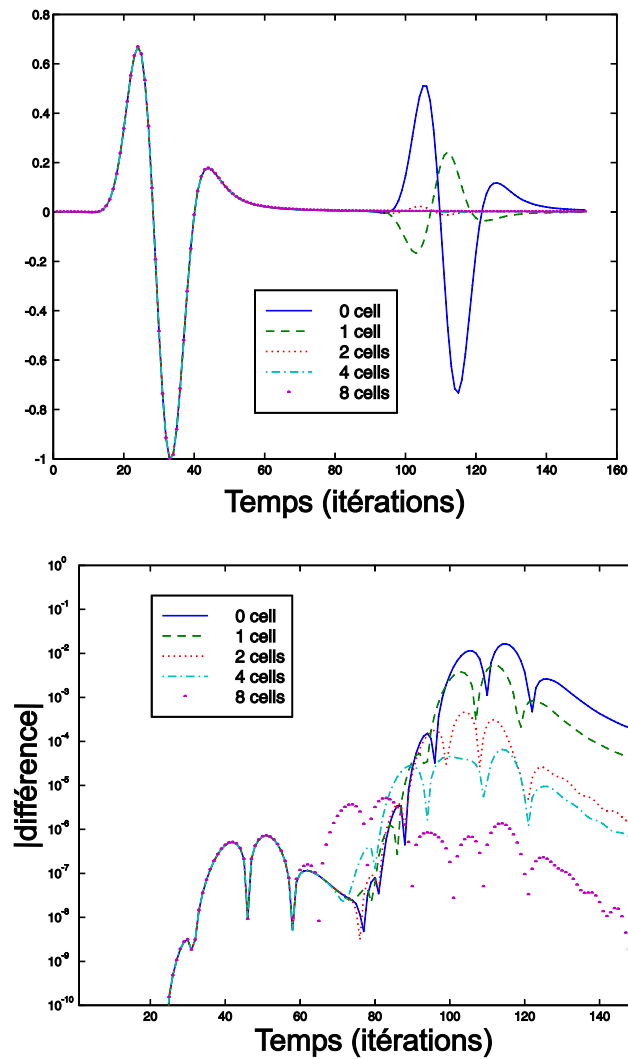 0.8
0.6
0.4
0.2
0
-0.2
-0.4
-0.6
-0.8
-1
0 cell
1 cell
2 cells
4 cells
8 cells
0 20 40 60 80 100 120 140 160
Temps (itérations)
10^0
10^-1
10^-2
10^-3
10^-4
10^-5
10^-6
10^-7
10^-8
10^-9
10^-10
|différence|
0 cell
1 cell
2 cells
4 cells
8 cells
20 40 60 80 100 120 140
Temps (itérations)